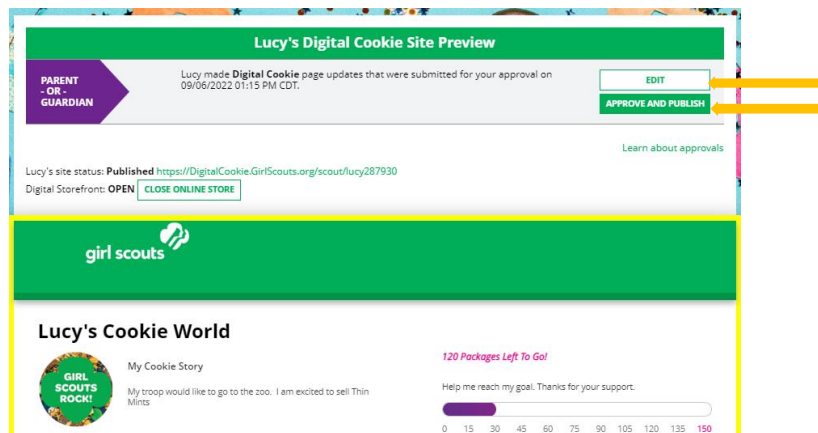 Lucy's Digital Cookie Site Preview
PARENT
- OR -
GUARDIAN
Lucy made Digital Cookie page updates that were submitted for your approval on
09/06/2022 01:15 PM CDT.
EDIT
APPROVE AND PUBLISH
Learn about approvals
Lucy's site status: Published https://DigitalCookie.GirlScouts.org/scout/lucy287930
Digital Storefront: OPEN CLOSE ONLINE STORE
girl scouts
Lucy's Cookie World
GIRL
SCOUTS
ROCK!
My Cookie Story
My troop would like to go to the zoo. I am excited to sell Thin
Mints
120 Packages Left To Go!
Help me reach my goal. Thanks for your support.
0 15 30 45 60 75 90 105 120 135 150